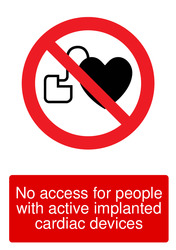 No access for people
with active implanted
cardiac devices